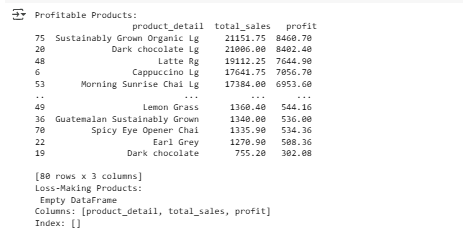 Profitable Products:
product_detail total_sales profit
75 Sustainably Grown Organic Lg 21151.75 8460.70
20 Dark chocolate Lg 21006.00 8402.40
48 Latte Rg 19112.25 7644.90
6 Cappuccino Lg 17641.75 7056.70
53 Morning Sunrise Chai Lg 17384.00 6953.60
.. ... ... ...
49 Lemon Grass 1360.40 544.16
36 Guatemalan Sustainably Grown 1340.00 536.00
70 Spicy Eye Opener Chai 1335.90 534.36
22 Earl Grey 1270.90 508.36
19 Dark chocolate 755.20 302.08
[80 rows x 3 columns]
Loss-Making Products:
Empty DataFrame
Columns: [product_detail, total_sales, profit]
Index: []